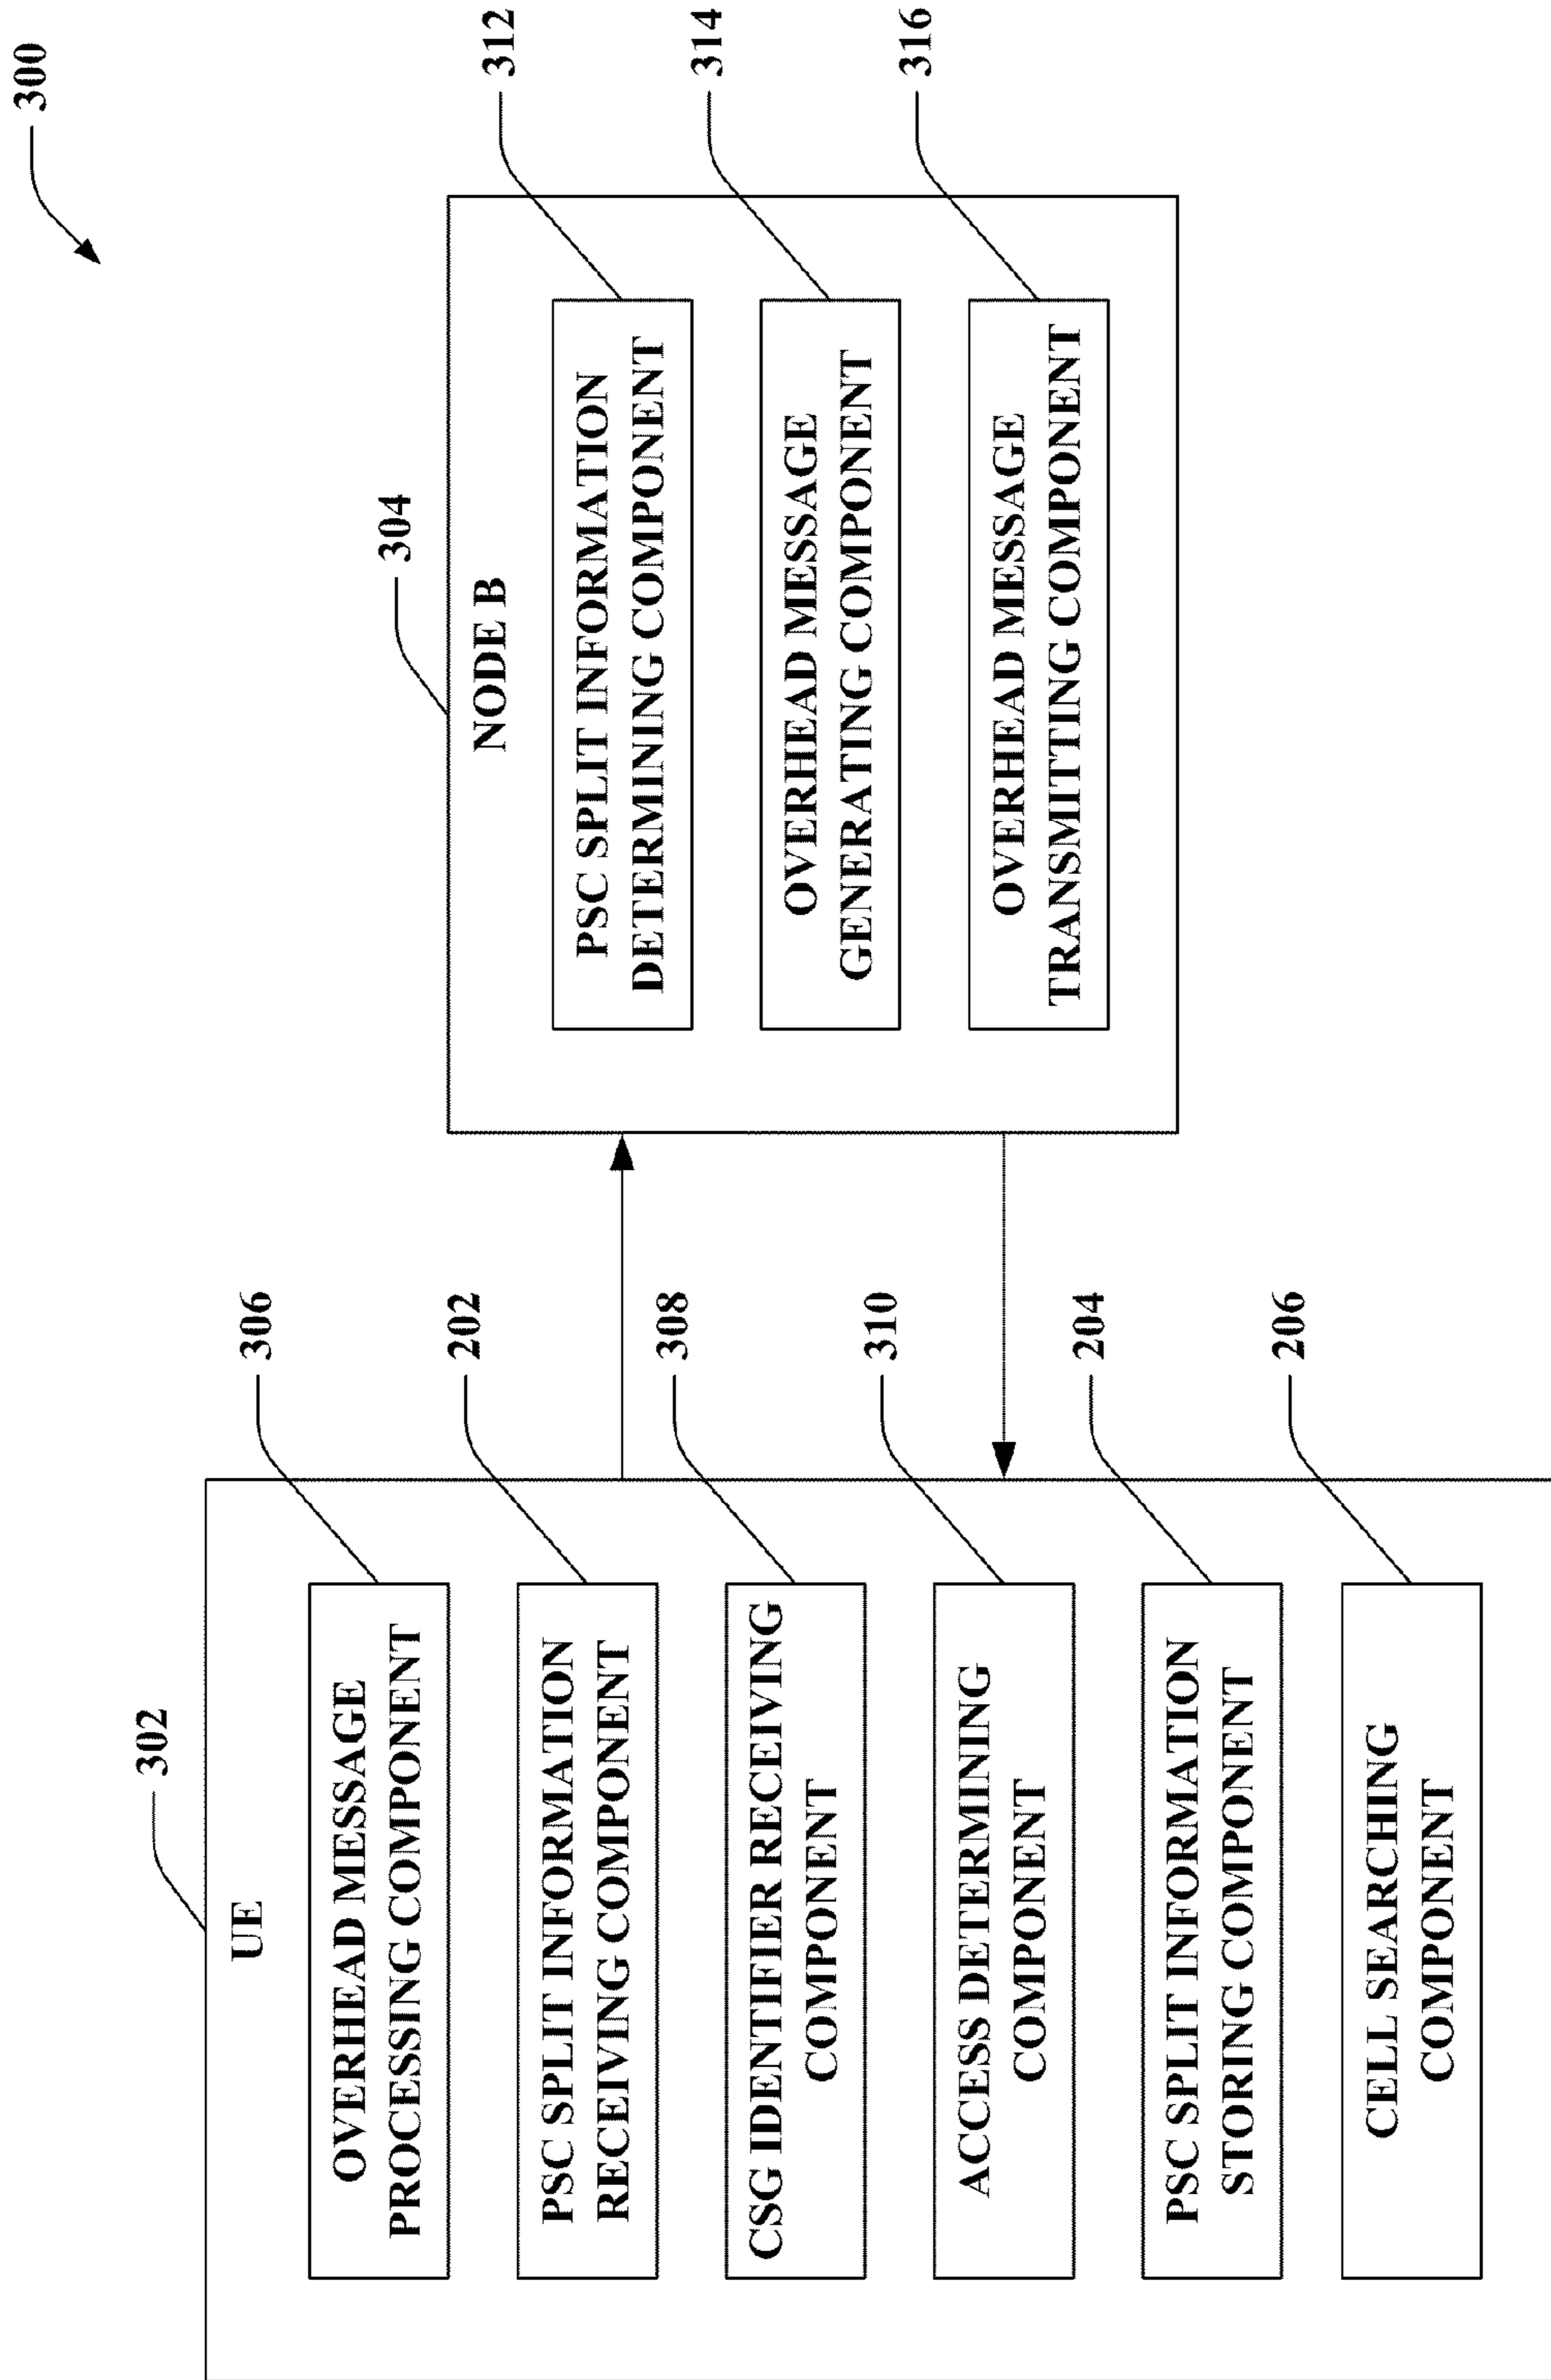 300
302
UE
306
OVERHEAD MESSAGE
PROCESSING COMPONENT
202
PSC SPLIT INFORMATION
RECEIVING COMPONENT
308
CSG IDENTIFIER RECEIVING
COMPONENT
310
ACCESS DETERMINING
COMPONENT
204
PSC SPLIT INFORMATION
STORING COMPONENT
206
CELL SEARCHING
COMPONENT
304
NODE B
312
PSC SPLIT INFORMATION
DETERMINING COMPONENT
314
OVERHEAD MESSAGE
GENERATING COMPONENT
316
OVERHEAD MESSAGE
TRANSMITTING COMPONENT